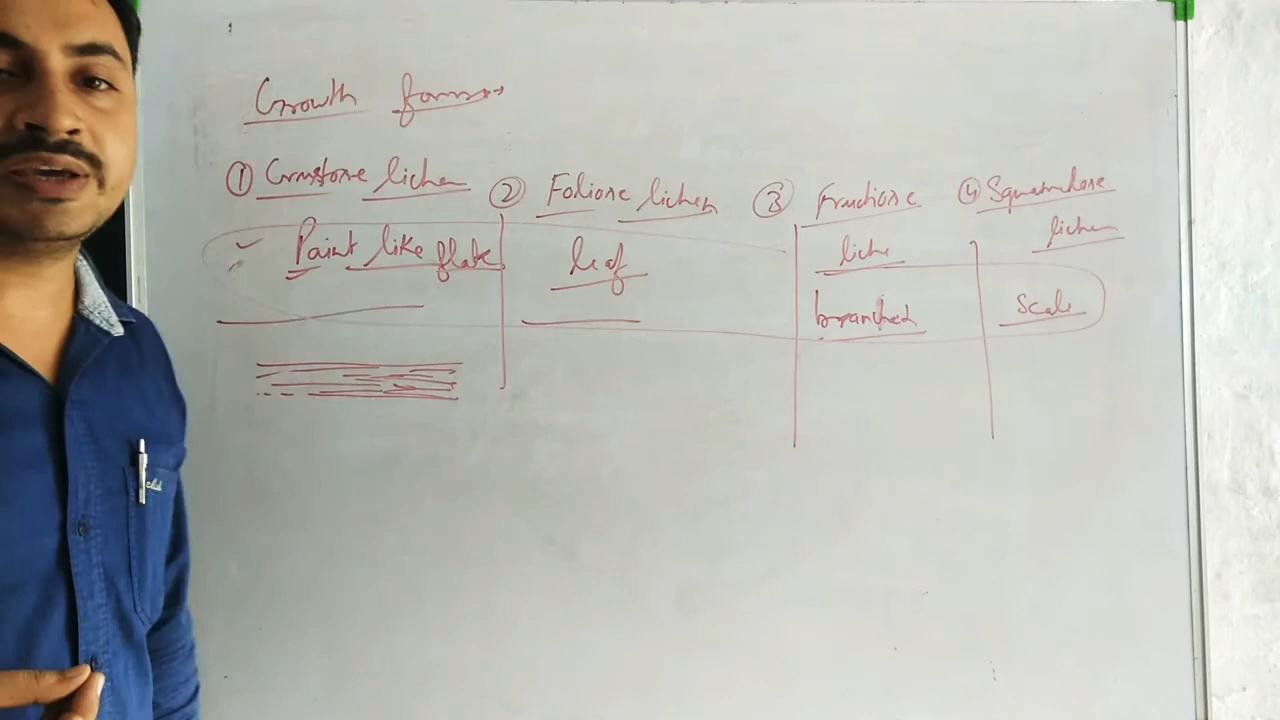 Growth forms
① Crustose lichen
Paint like flake
② Foliose lichen
leaf
③ Fruticose
liche
branched
④ Squamulose
lichen
Scale